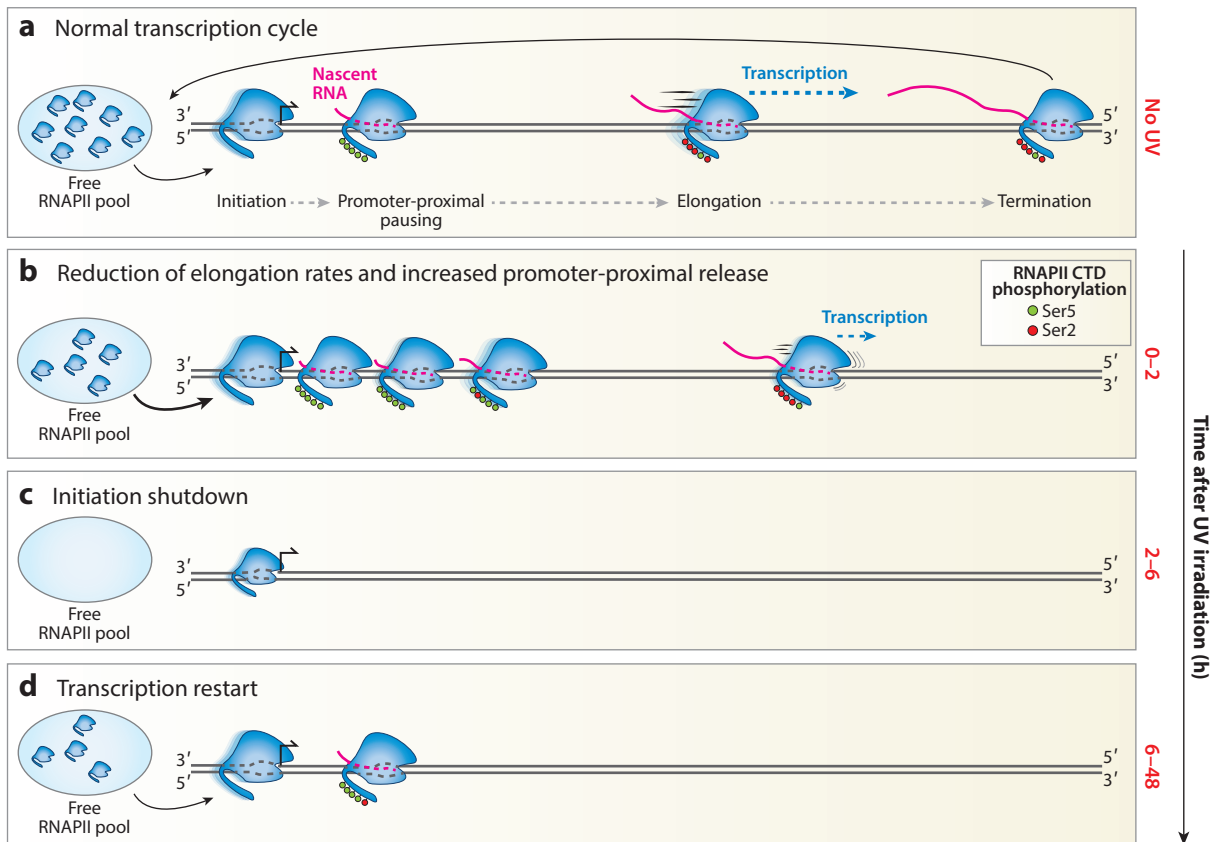 a Normal transcription cycle
Nascent
RNA
Transcription
3′
5′
5′
3′
Free
RNAPII pool
Initiation
Promoter-proximal
pausing
Elongation
Termination
No UV
b Reduction of elongation rates and increased promoter-proximal release
RNAPII CTD
phosphorylation
Ser5
Ser2
Transcription
3′
5′
5′
3′
Free
RNAPII pool
0–2
c Initiation shutdown
3′
5′
5′
3′
Free
RNAPII pool
2–6
d Transcription restart
3′
5′
5′
3′
Free
RNAPII pool
6–48
Time after UV irradiation (h)